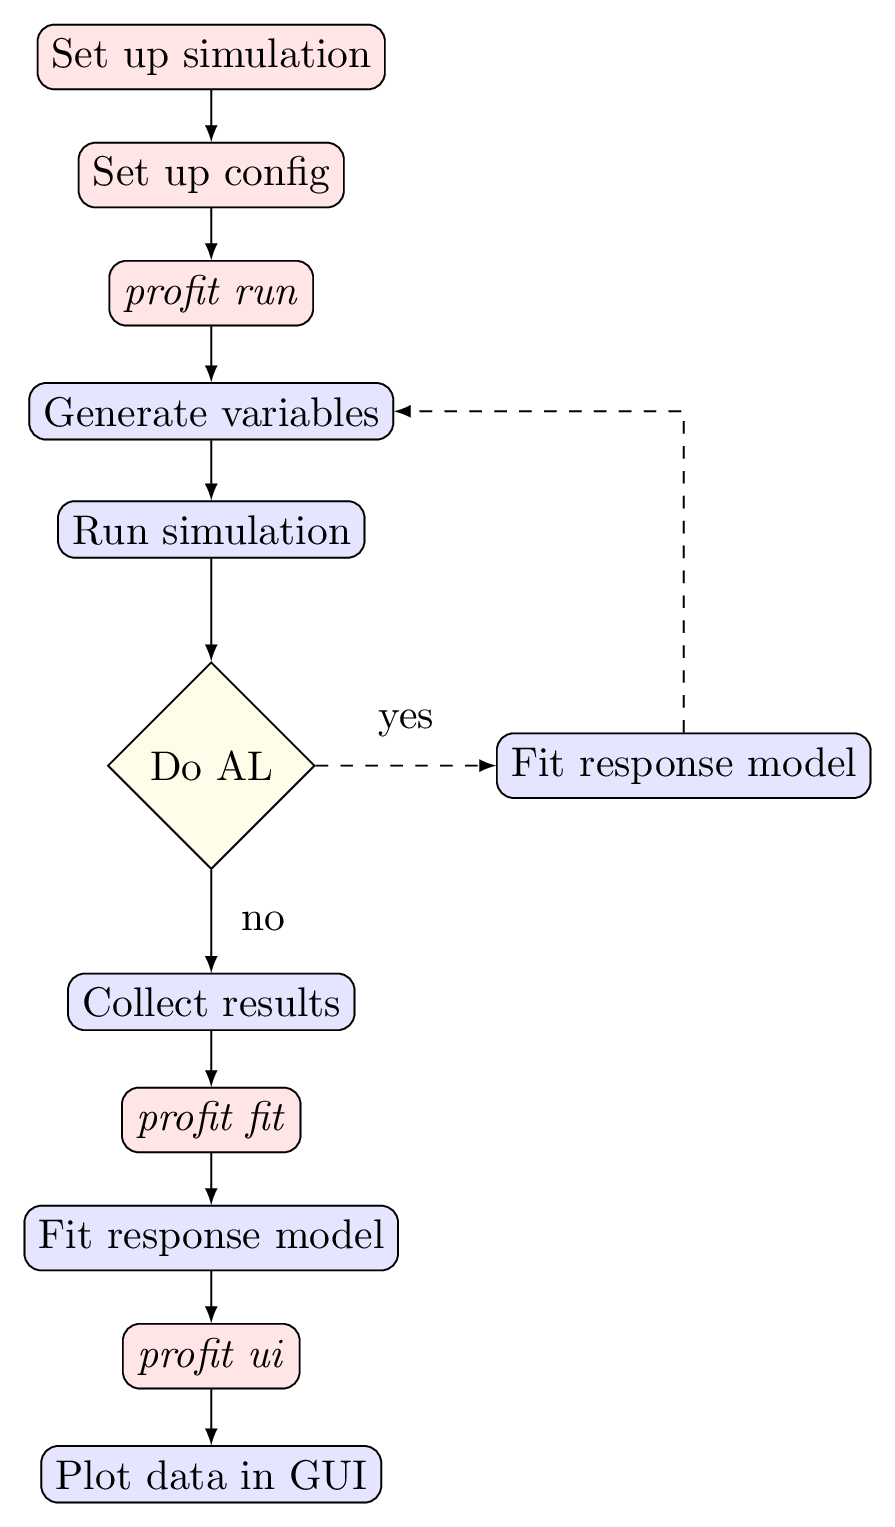 Set up simulation
Set up config
profit run
Generate variables
Run simulation
yes
Do AL
Fit response model
no
Collect results
profit fit
Fit response model
profit ui
Plot data in GUI